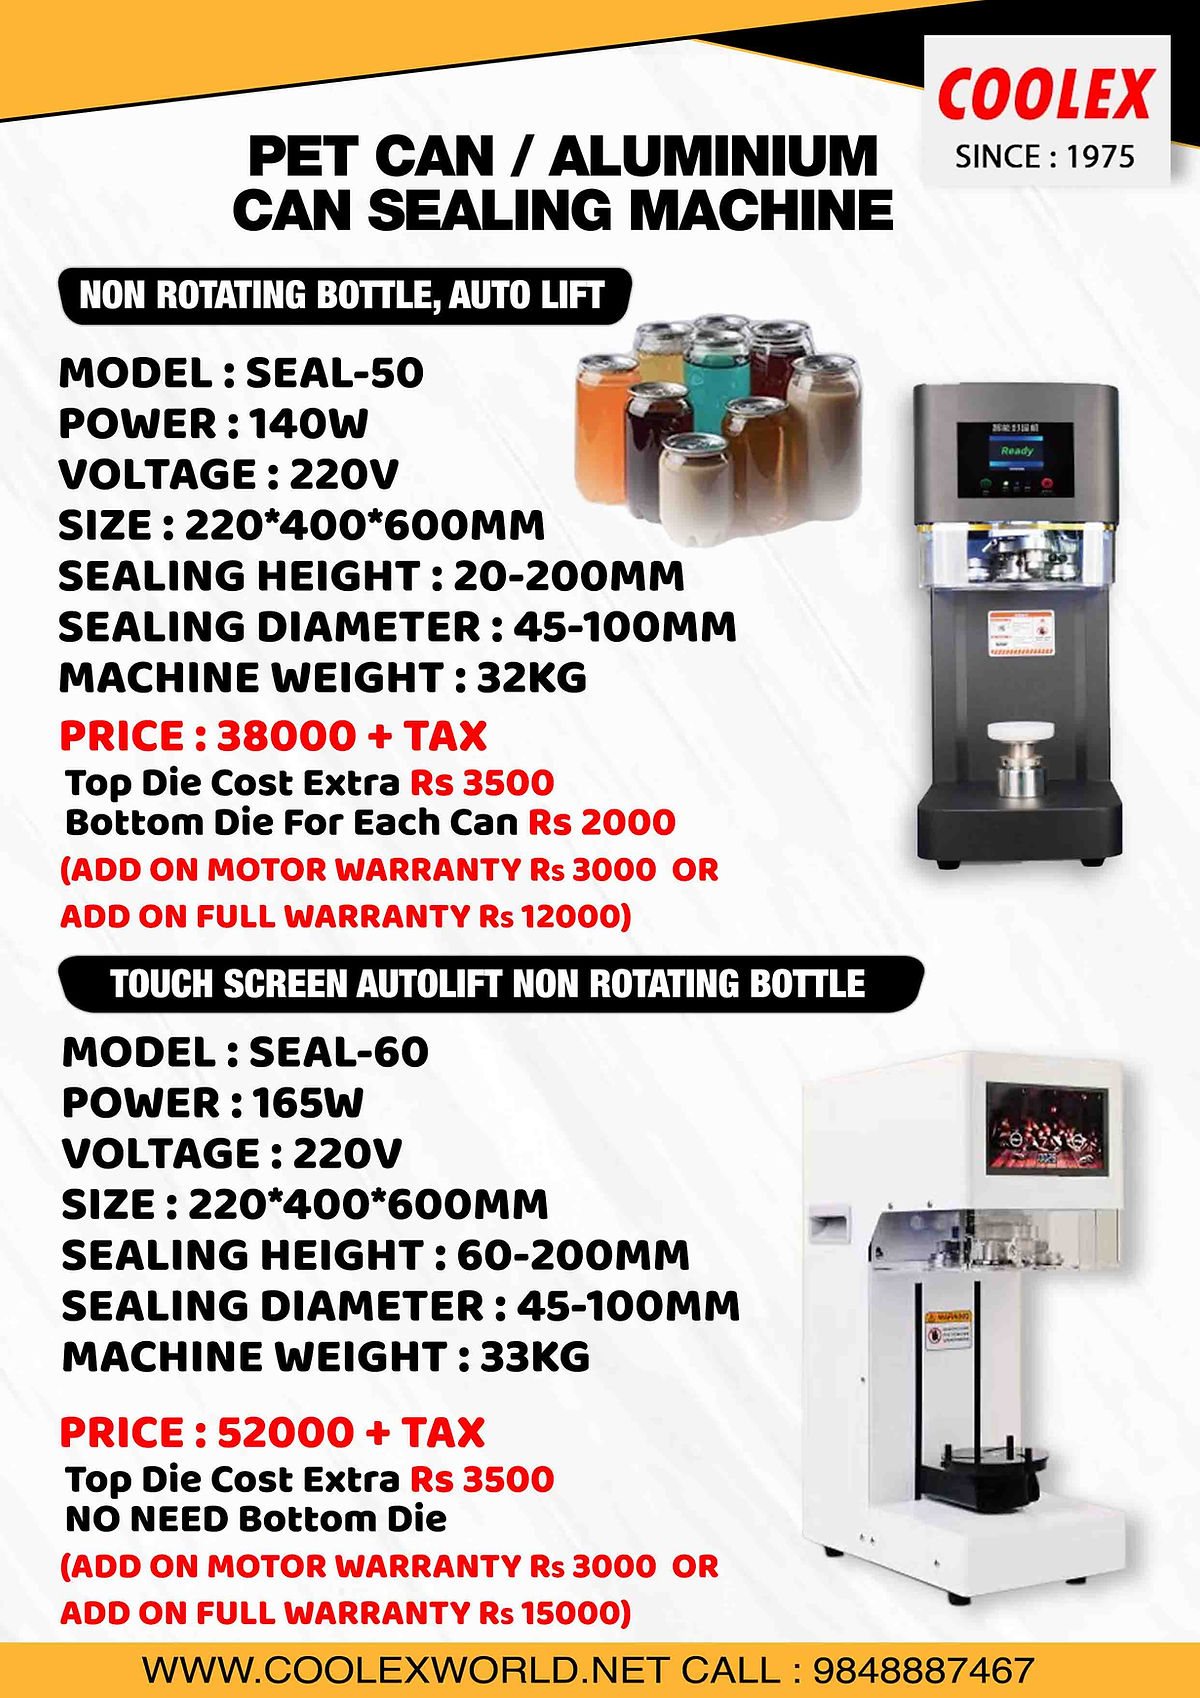 COOLEX
SINCE : 1975
PET CAN / ALUMINIUM
CAN SEALING MACHINE
NON ROTATING BOTTLE, AUTO LIFT
MODEL : SEAL-50
POWER : 140W
VOLTAGE : 220V
SIZE : 220*400*600MM
SEALING HEIGHT : 20-200MM
SEALING DIAMETER : 45-100MM
MACHINE WEIGHT : 32KG
PRICE : 38000 + TAX
Top Die Cost Extra Rs 3500
Bottom Die For Each Can Rs 2000
(ADD ON MOTOR WARRANTY Rs 3000 OR
ADD ON FULL WARRANTY Rs 12000)
Ready
TOUCH SCREEN AUTOLIFT NON ROTATING BOTTLE
MODEL : SEAL-60
POWER : 165W
VOLTAGE : 220V
SIZE : 220*400*600MM
SEALING HEIGHT : 60-200MM
SEALING DIAMETER : 45-100MM
MACHINE WEIGHT : 33KG
PRICE : 52000 + TAX
Top Die Cost Extra Rs 3500
NO NEED Bottom Die
(ADD ON MOTOR WARRANTY Rs 3000 OR
ADD ON FULL WARRANTY Rs 15000)
WARNING
WWW.COOLEXWORLD.NET CALL : 9848887467